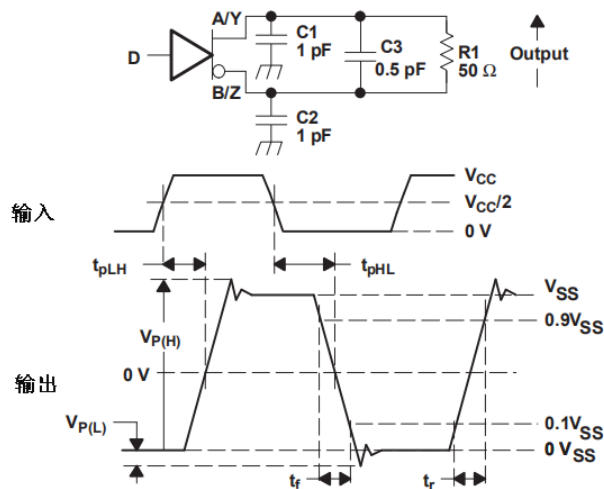 A/Y
D
B/Z
C1
1 pF
C2
1 pF
C3
0.5 pF
R1
50 Ω
Output
输入
VCC
VCC/2
0 V
tpLH
tpHL
VP(H)
输出
0 V
VP(L)
VSS
0.9VSS
0.1VSS
0 VSS
tf
tr